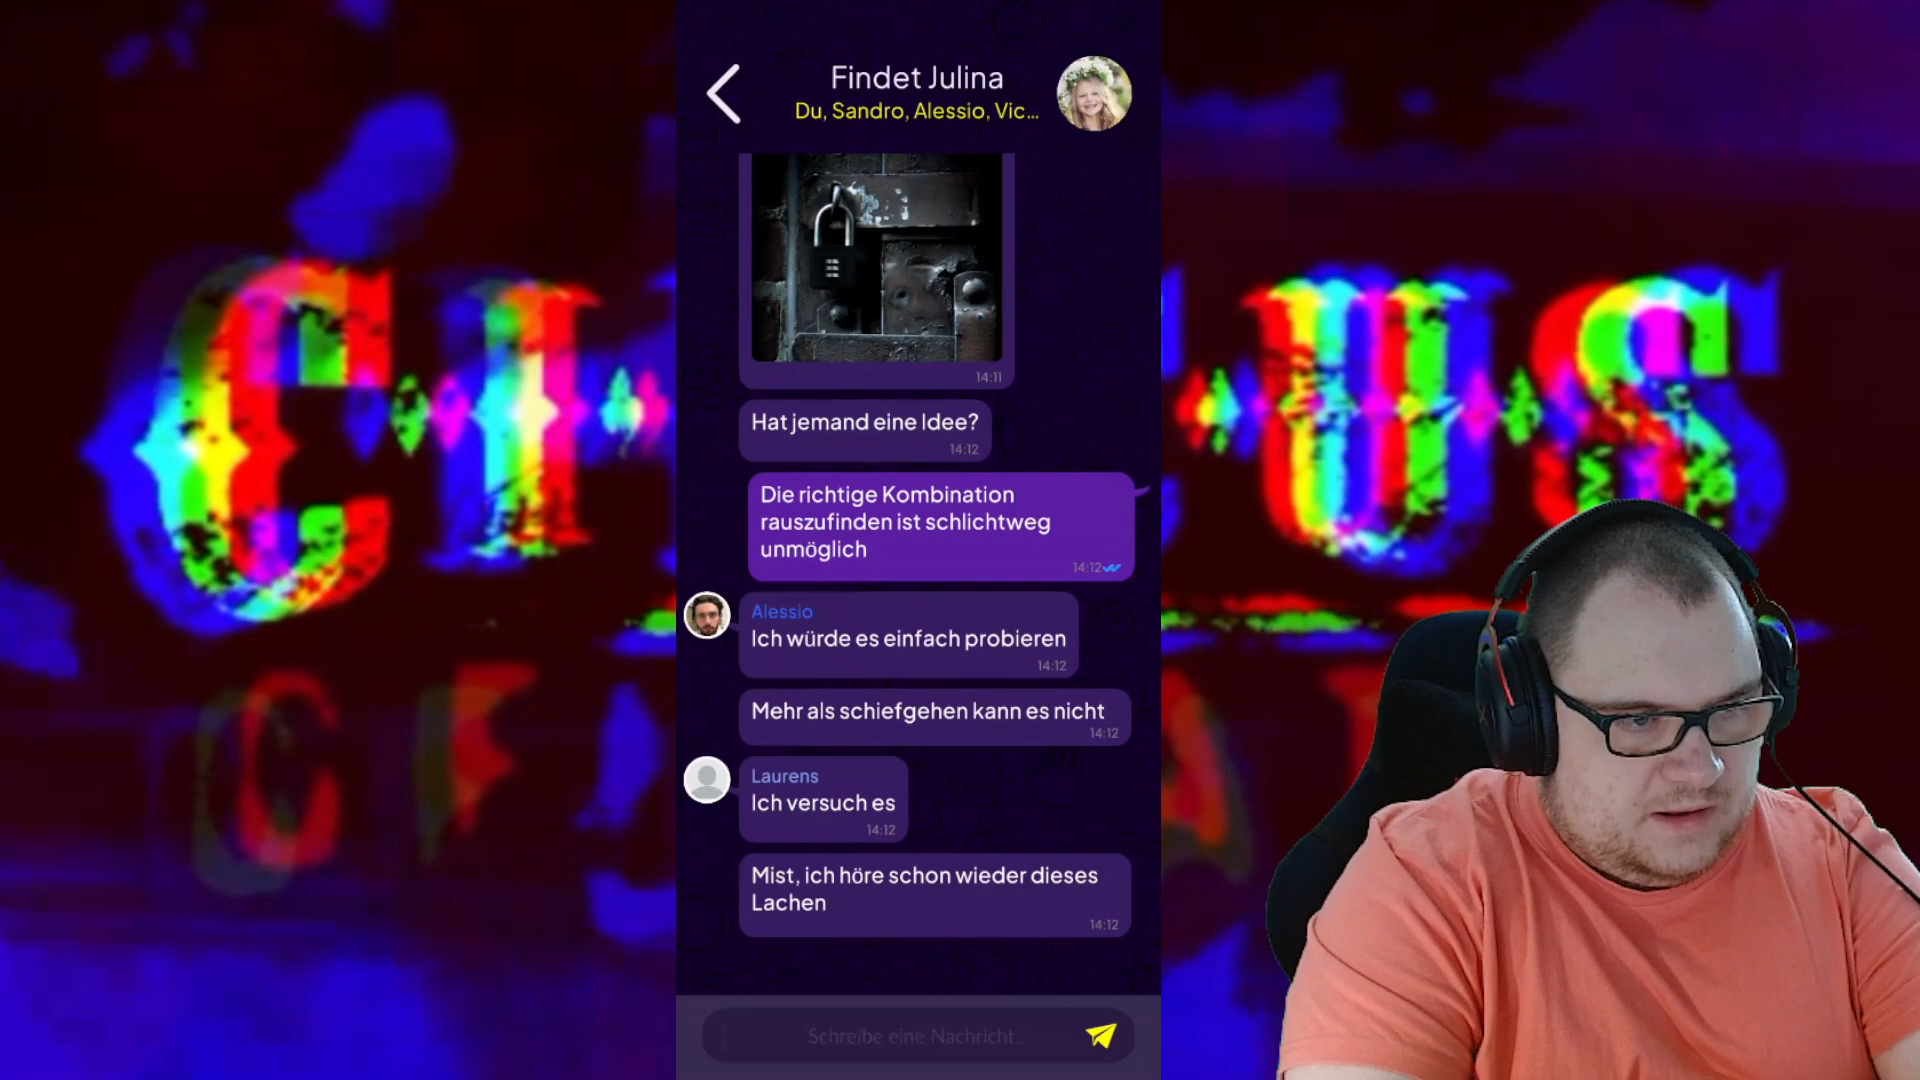 Findet Julina
Du, Sandro, Alessio, Vic...
14:11
Hat jemand eine Idee?
14:12
Die richtige Kombination
rauszufinden ist schlichtweg
unmöglich
14:12
Alessio
Ich würde es einfach probieren
14:12
Mehr als schiefgehen kann es nicht
14:12
Laurens
Ich versuch es
14:12
Mist, ich höre schon wieder dieses
Lachen
14:12
Schreibe eine Nachricht...